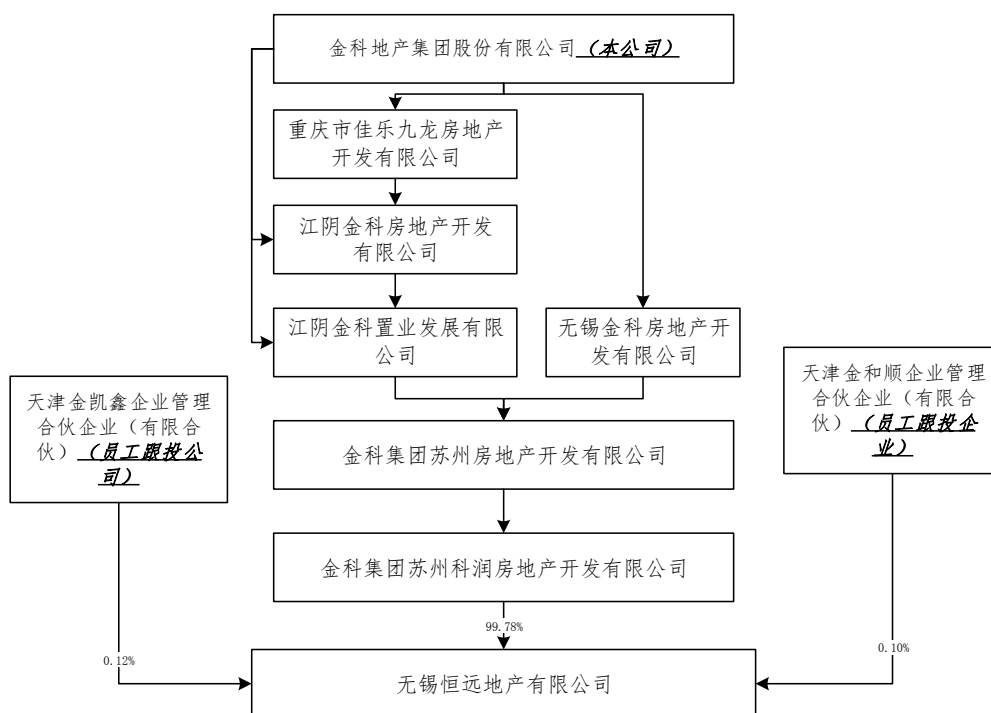 金科地产集团股份有限公司（本公司）
重庆市佳乐九龙房地产
开发有限公司
江阴金科房地产开发
有限公司
江阴金科置业发展有限
公司
无锡金科房地产开
发有限公司
天津金凯鑫企业管理
合伙企业（有限合
伙）（员工跟投公
司）
天津金和顺企业管理
合伙企业（有限合
伙）（员工跟投企
业）
金科集团苏州房地产开发有限公司
金科集团苏州科润房地产开发有限公司
99.78%
0.12%
0.10%
无锡恒远地产有限公司